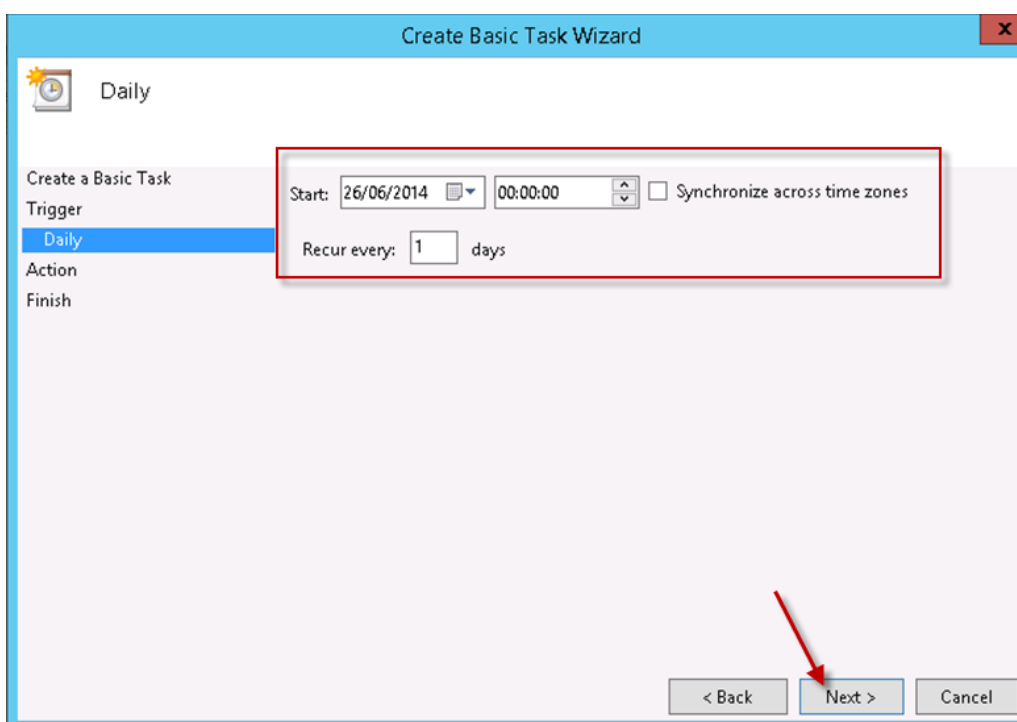 Create Basic Task Wizard
x
Daily
Create a Basic Task
Trigger
Daily
Action
Finish
Start: 26/06/2014 00:00:00 Synchronize across time zones
Recur every: 1 days
< Back Next > Cancel